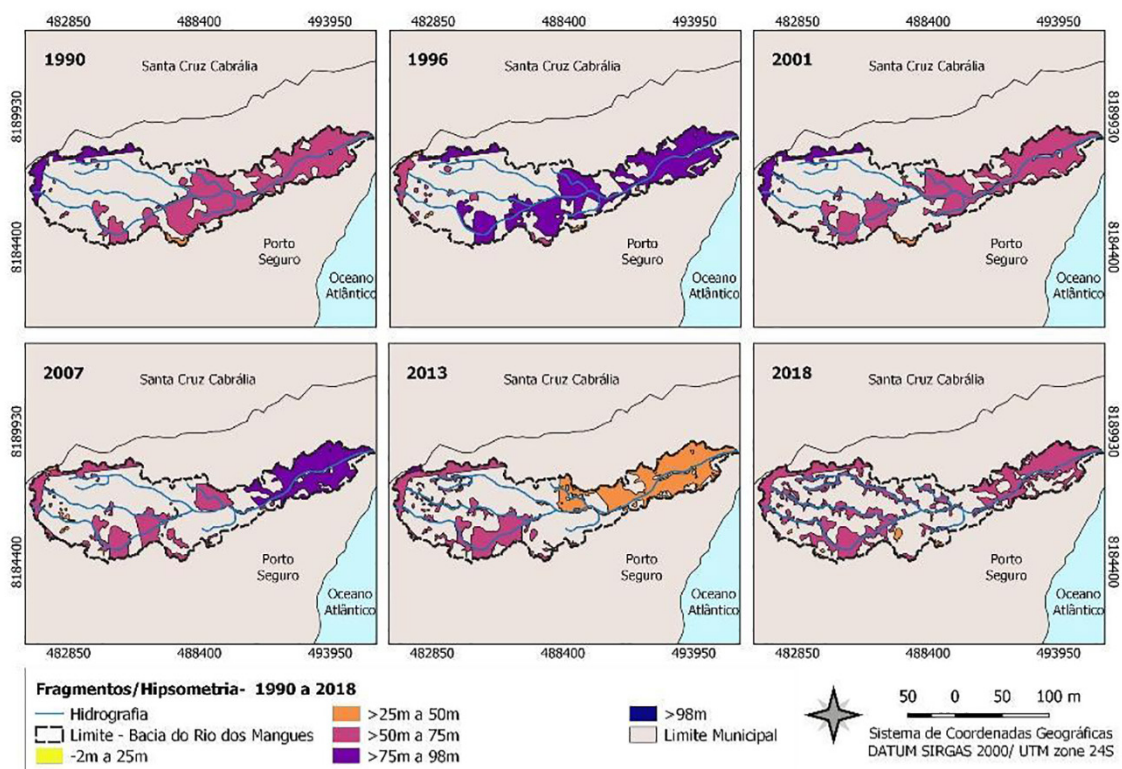 482850 488400 493950 482850 488400 493950 482850 488400 493950
8189930
8184400
1990
Santa Cruz Cabrália
Porto
Seguro
Oceano
Atlântico
1996
Santa Cruz Cabrália
Porto
Seguro
Oceano
Atlântico
2001
Santa Cruz Cabrália
Porto
Seguro
Oceano
Atlântico
8189930
8184400
8189930
8184400
2007
Santa Cruz Cabrália
Porto
Seguro
Oceano
Atlântico
2013
Santa Cruz Cabrália
Porto
Seguro
Oceano
Atlântico
2018
Santa Cruz Cabrália
Porto
Seguro
Oceano
Atlântico
8189930
8184400
482850 488400 493950 482850 488400 493950 482850 488400 493950
Fragmentos/Hipsometria- 1990 a 2018
Hidrografia
Limite - Bacia do Rio dos Mangues
-2m a 25m
>25m a 50m
>50m a 75m
>75m a 98m
>98m
Limite Municipal
50 0 50 100 m
Sistema de Coordenadas Geográficas
DATUM SIRGAS 2000/ UTM zone 24S